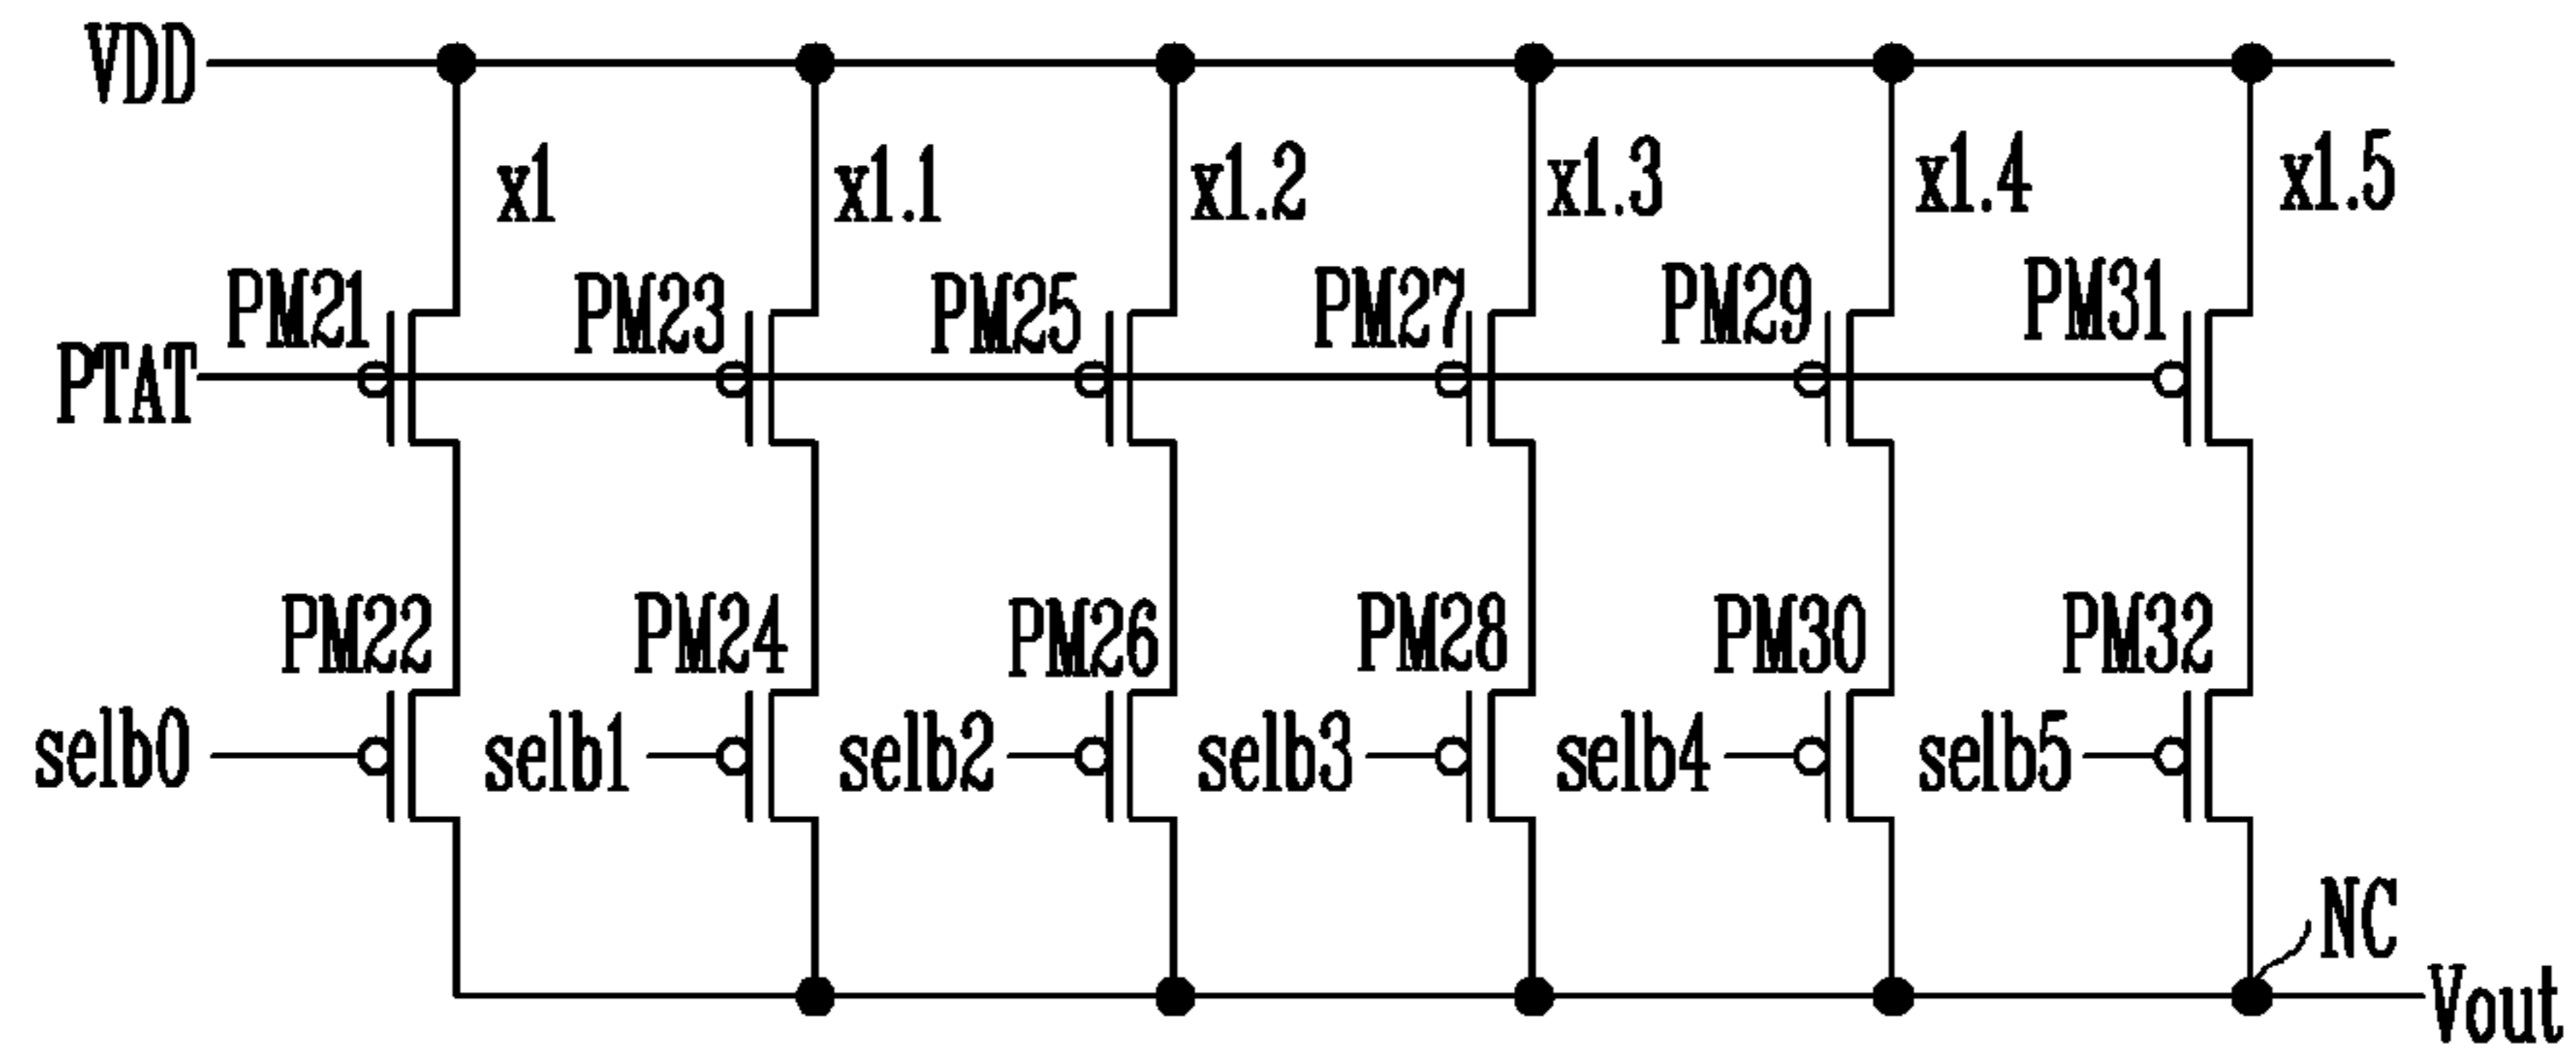 VDD
x1 x1.1 x1.2 x1.3 x1.4 x1.5
PM21 PM23 PM25 PM27 PM29 PM31
PTAT
PM22 PM24 PM26 PM28 PM30 PM32
selb0 selb1 selb2 selb3 selb4 selb5
NC
Vout